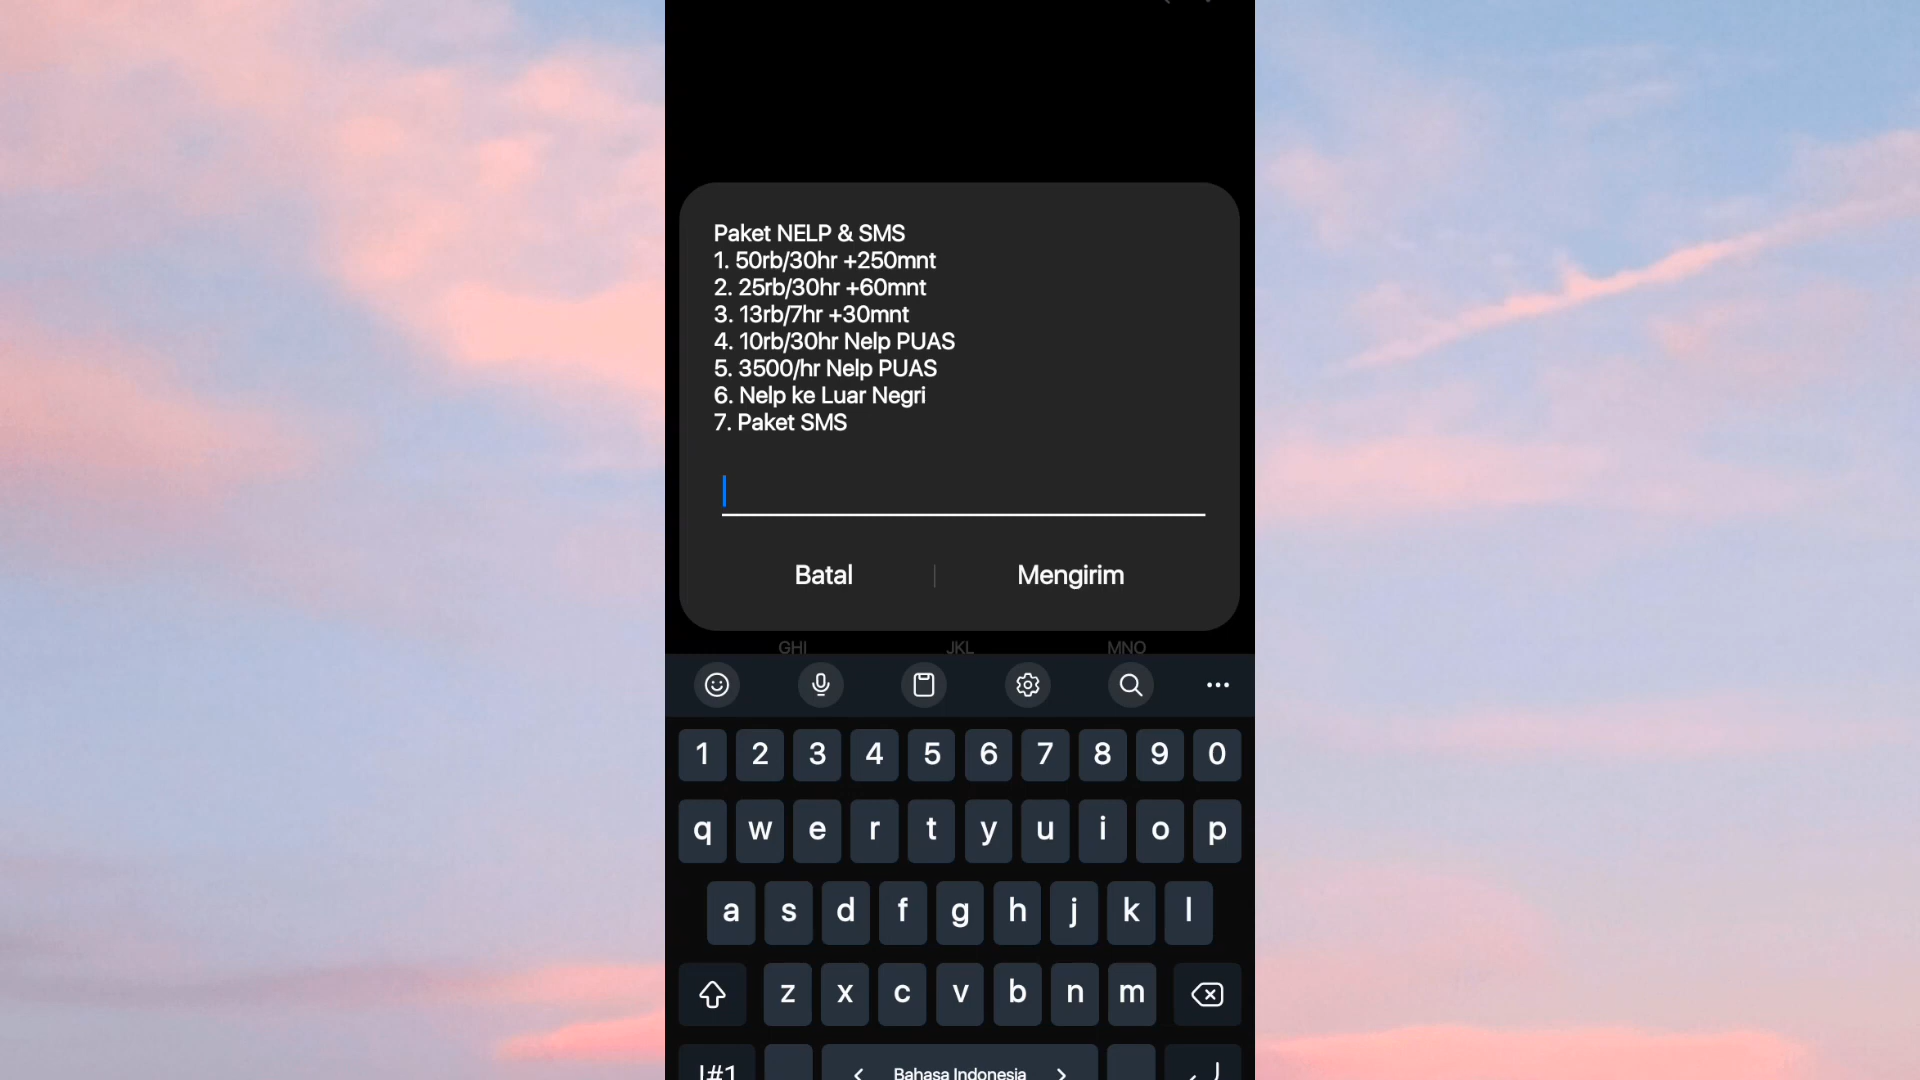 Paket NELP & SMS
1. 50rb/30hr +250mnt
2. 25rb/30hr +60mnt
3. 13rb/7hr +30mnt
4. 10rb/30hr Nelp PUAS
5. 3500/hr Nelp PUAS
6. Nelp ke Luar Negri
7. Paket SMS
Batal | Mengirim
GHI JKL MNO
1 2 3 4 5 6 7 8 9 0
q w e r t y u i o p
a s d f g h j k l
z x c v b n m
!#1 < Bahasa Indonesia >